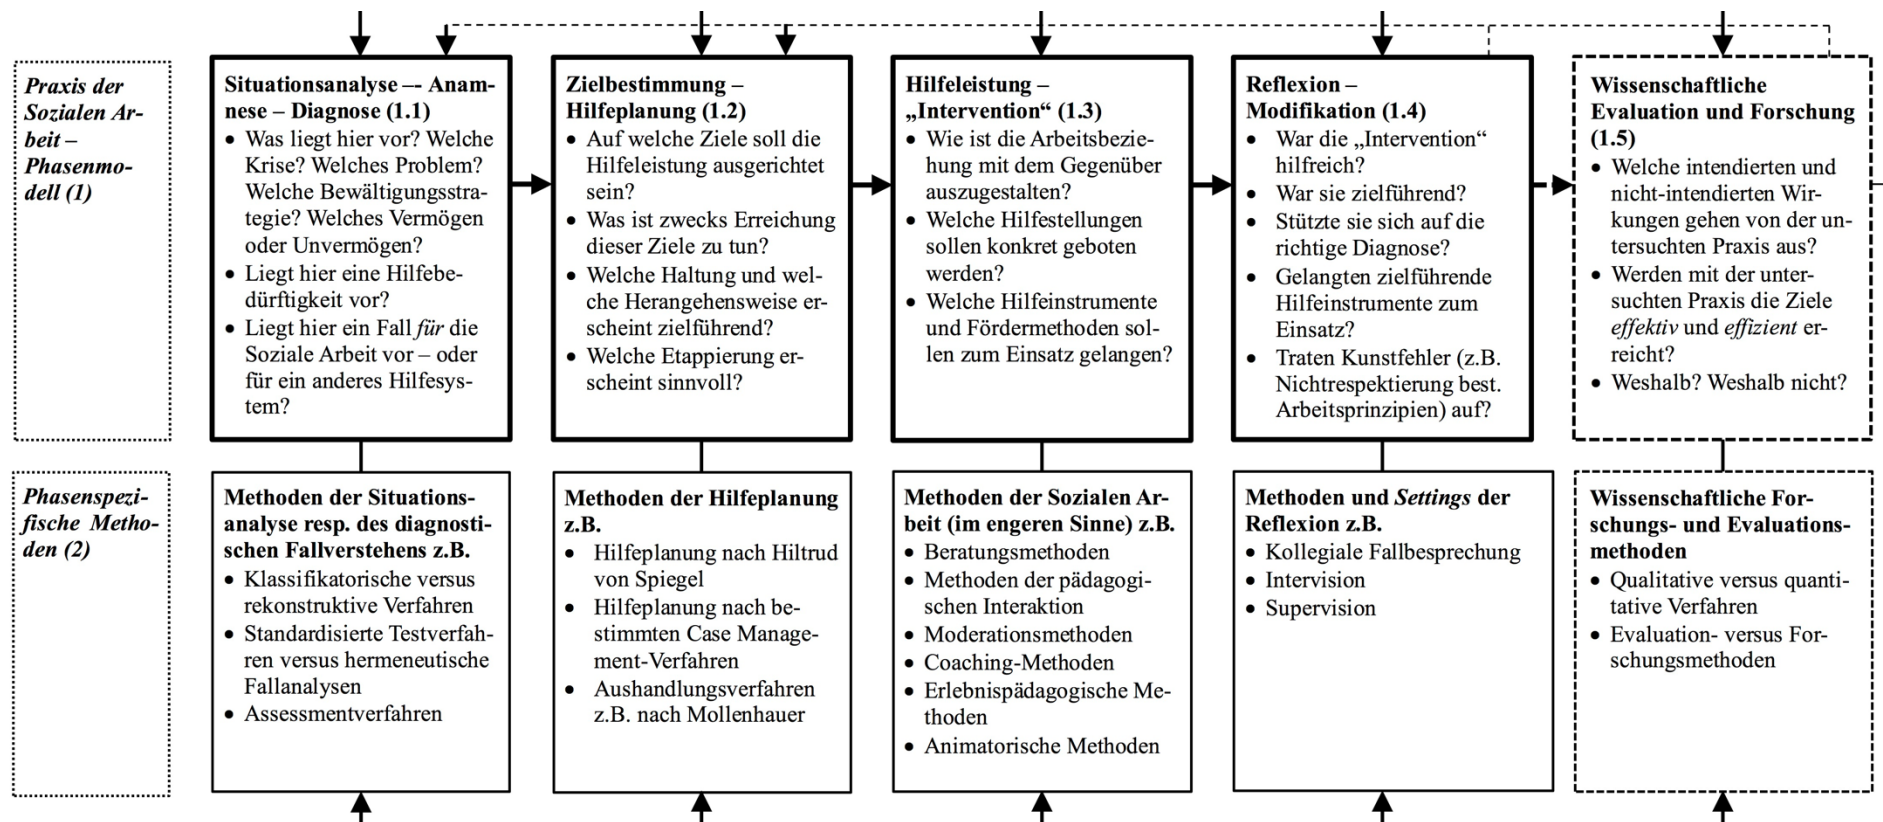 Praxis der
Sozialen Ar-
beit –
Phasenmo-
dell (1)
Situationsanalyse –- Anam-
nese – Diagnose (1.1)
• Was liegt hier vor? Welche
Krise? Welches Problem?
Welche Bewältigungsstra-
tegie? Welches Vermögen
oder Unvermögen?
• Liegt hier eine Hilfebe-
dürftigkeit vor?
• Liegt hier ein Fall für die
Soziale Arbeit vor – oder
für ein anderes Hilfesys-
tem?
Zielbestimmung –
Hilfeplanung (1.2)
• Auf welche Ziele soll die
Hilfeleistung ausgerichtet
sein?
• Was ist zwecks Erreichung
dieser Ziele zu tun?
• Welche Haltung und wel-
che Herangehensweise er-
scheint zielführend?
• Welche Etappierung er-
scheint sinnvoll?
Hilfeleistung –
„Intervention“ (1.3)
• Wie ist die Arbeitsbezie-
hung mit dem Gegenüber
auszugestalten?
• Welche Hilfestellungen
sollen konkret geboten
werden?
• Welche Hilfeinstrumente
und Fördermethoden sol-
len zum Einsatz gelangen?
Reflexion –
Modifikation (1.4)
• War die „Intervention“
hilfreich?
• War sie zielführend?
• Stützte sie sich auf die
richtige Diagnose?
• Gelangten zielführende
Hilfeinstrumente zum
Einsatz?
• Traten Kunstfehler (z.B.
Nichtrespektierung best.
Arbeitsprinzipien) auf?
Wissenschaftliche
Evaluation und Forschung
(1.5)
• Welche intendierten und
nicht-intendierten Wir-
kungen gehen von der un-
tersuchten Praxis aus?
• Werden mit der unter-
suchten Praxis die Ziele
effektiv und effizient er-
reicht?
• Weshalb? Weshalb nicht?
Phasenspezi-
fische Metho-
den (2)
Methoden der Situations-
analyse resp. des diagnosti-
schen Fallverstehens z.B.
• Klassifikatorische versus
rekonstruktive Verfahren
• Standardisierte Testverfah-
ren versus hermeneutische
Fallanalysen
• Assessmentverfahren
Methoden der Hilfeplanung
z.B.
• Hilfeplanung nach Hiltrud
von Spiegel
• Hilfeplanung nach be-
stimmten Case Manage-
ment-Verfahren
• Aushandlungsverfahren
z.B. nach Mollenhauer
Methoden der Sozialen Ar-
beit (im engeren Sinne) z.B.
• Beratungsmethoden
• Methoden der pädagogi-
schen Interaktion
• Moderationsmethoden
• Coaching-Methoden
• Erlebnispädagogische Me-
thoden
• Animatorische Methoden
Methoden und Settings der
Reflexion z.B.
• Kollegiale Fallbesprechung
• Intervision
• Supervision
Wissenschaftliche For-
schungs- und Evaluations-
methoden
• Qualitative versus quanti-
tative Verfahren
• Evaluation- versus For-
schungsmethoden